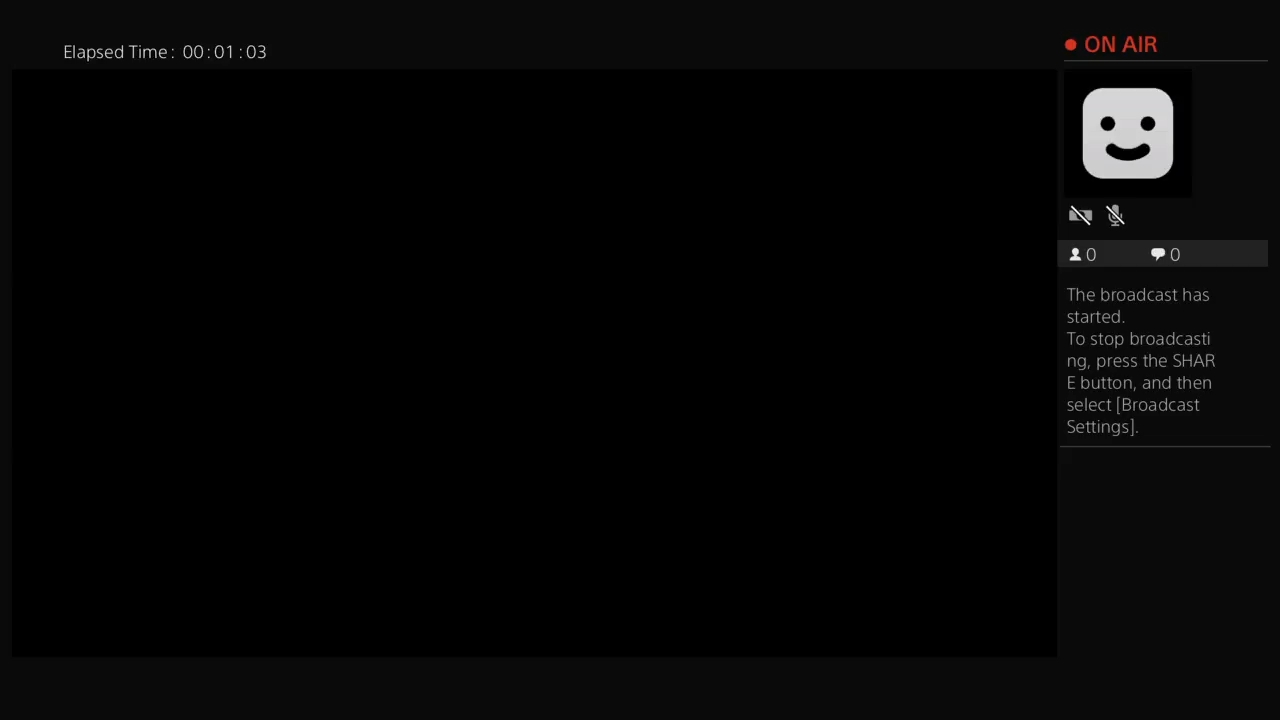 Elapsed Time: 00:01:03
ON AIR
0 0
The broadcast has
started.
To stop broadcasti
ng, press the SHAR
E button, and then
select [Broadcast
Settings].